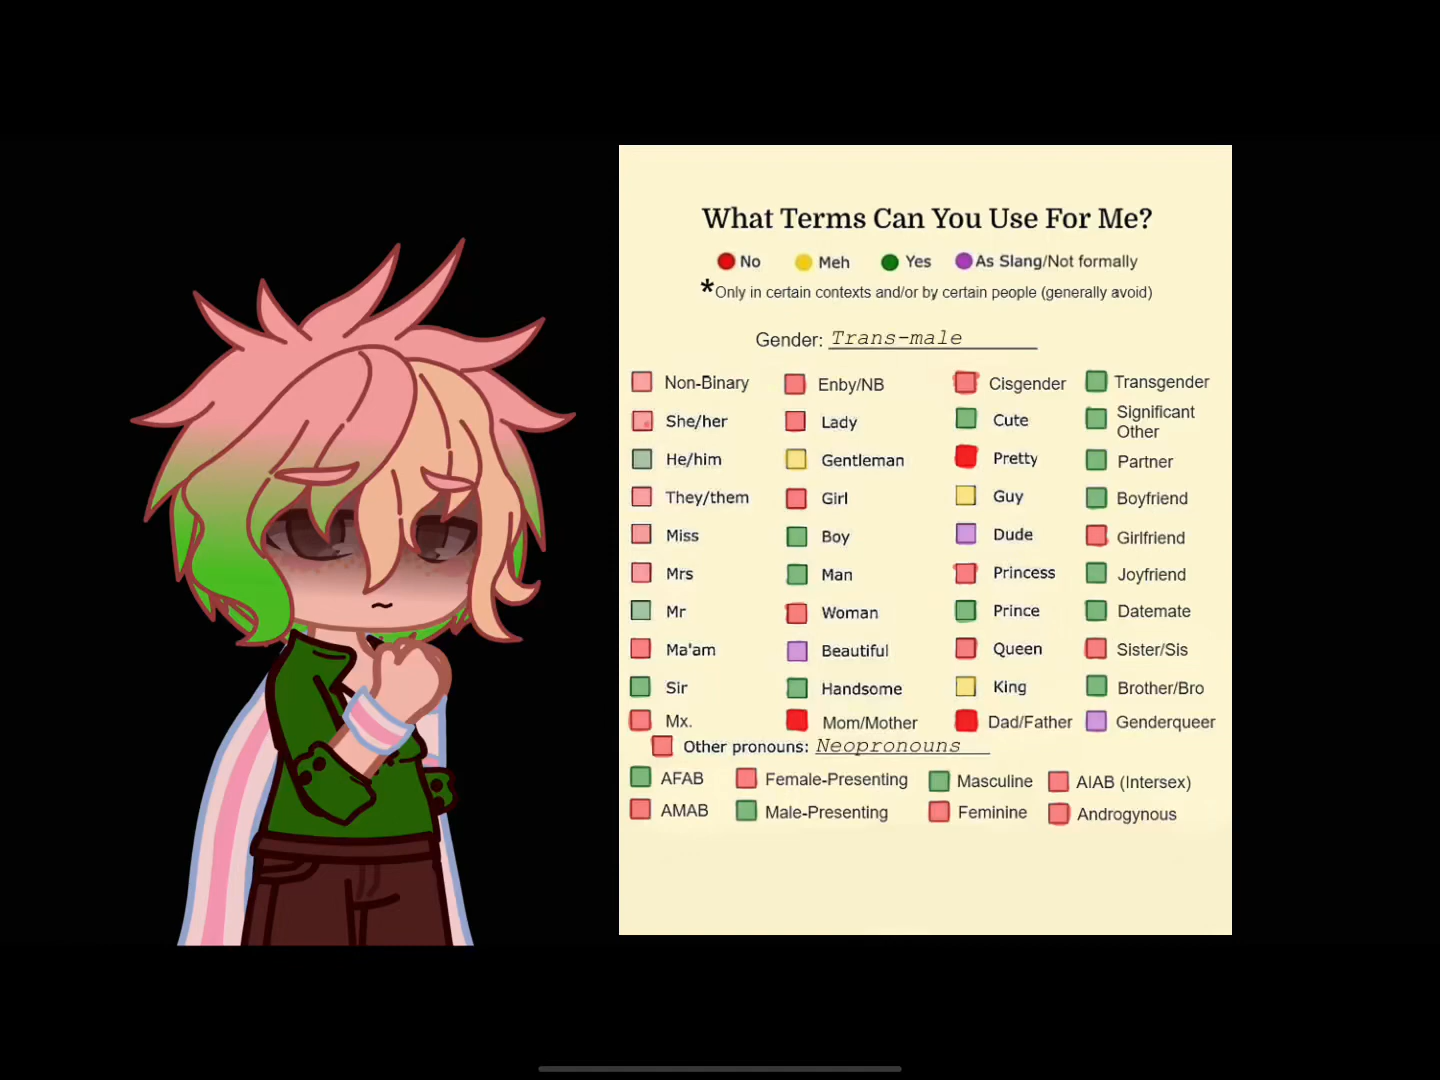 What Terms Can You Use For Me?
No Meh Yes As Slang/Not formally
*Only in certain contexts and/or by certain people (generally avoid)
Gender: Trans-male
Non-Binary Enby/NB Cisgender Transgender
She/her Lady Cute Significant Other
He/him Gentleman Pretty Partner
They/them Girl Guy Boyfriend
Miss Boy Dude Girlfriend
Mrs Man Princess Joyfriend
Mr Woman Prince Datemate
Ma'am Beautiful Queen Sister/Sis
Sir Handsome King Brother/Bro
Mx. Mom/Mother Dad/Father Genderqueer
Other pronouns: Neopronouns
AFAB Female-Presenting Masculine AIAB (Intersex)
AMAB Male-Presenting Feminine Androgynous